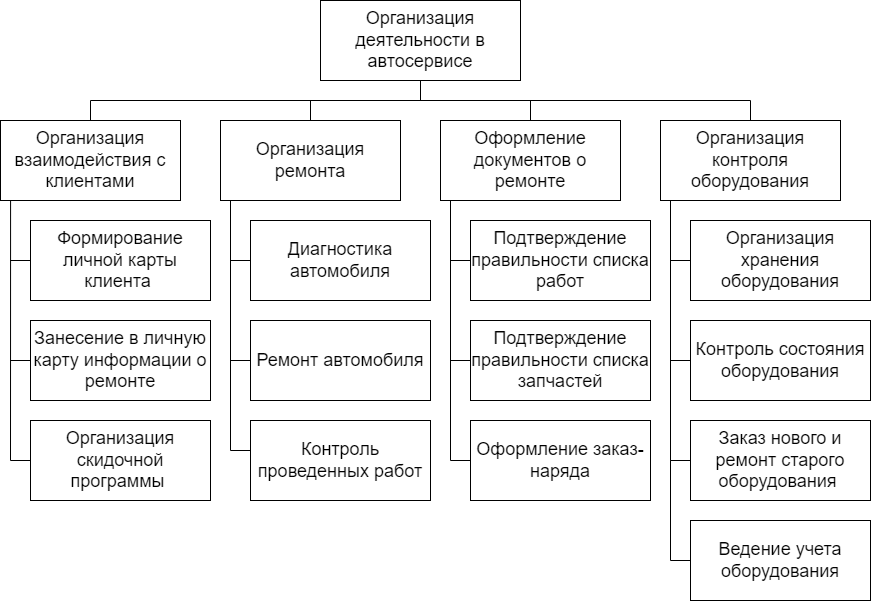 Организация
деятельности в
автосервисе
Организация
взаимодействия с
клиентами
Формирование
личной карты
клиента
Занесение в личную
карту информации о
ремонте
Организация
скидочной
программы
Организация
ремонта
Диагностика
автомобиля
Ремонт автомобиля
Контроль
проведенных работ
Оформление
документов о
ремонте
Подтверждение
правильности списка
работ
Подтверждение
правильности списка
запчастей
Оформление заказ-
наряда
Организация
контроля
оборудования
Организация
хранения
оборудования
Контроль состояния
оборудования
Заказ нового и
ремонт старого
оборудования
Ведение учета
оборудования